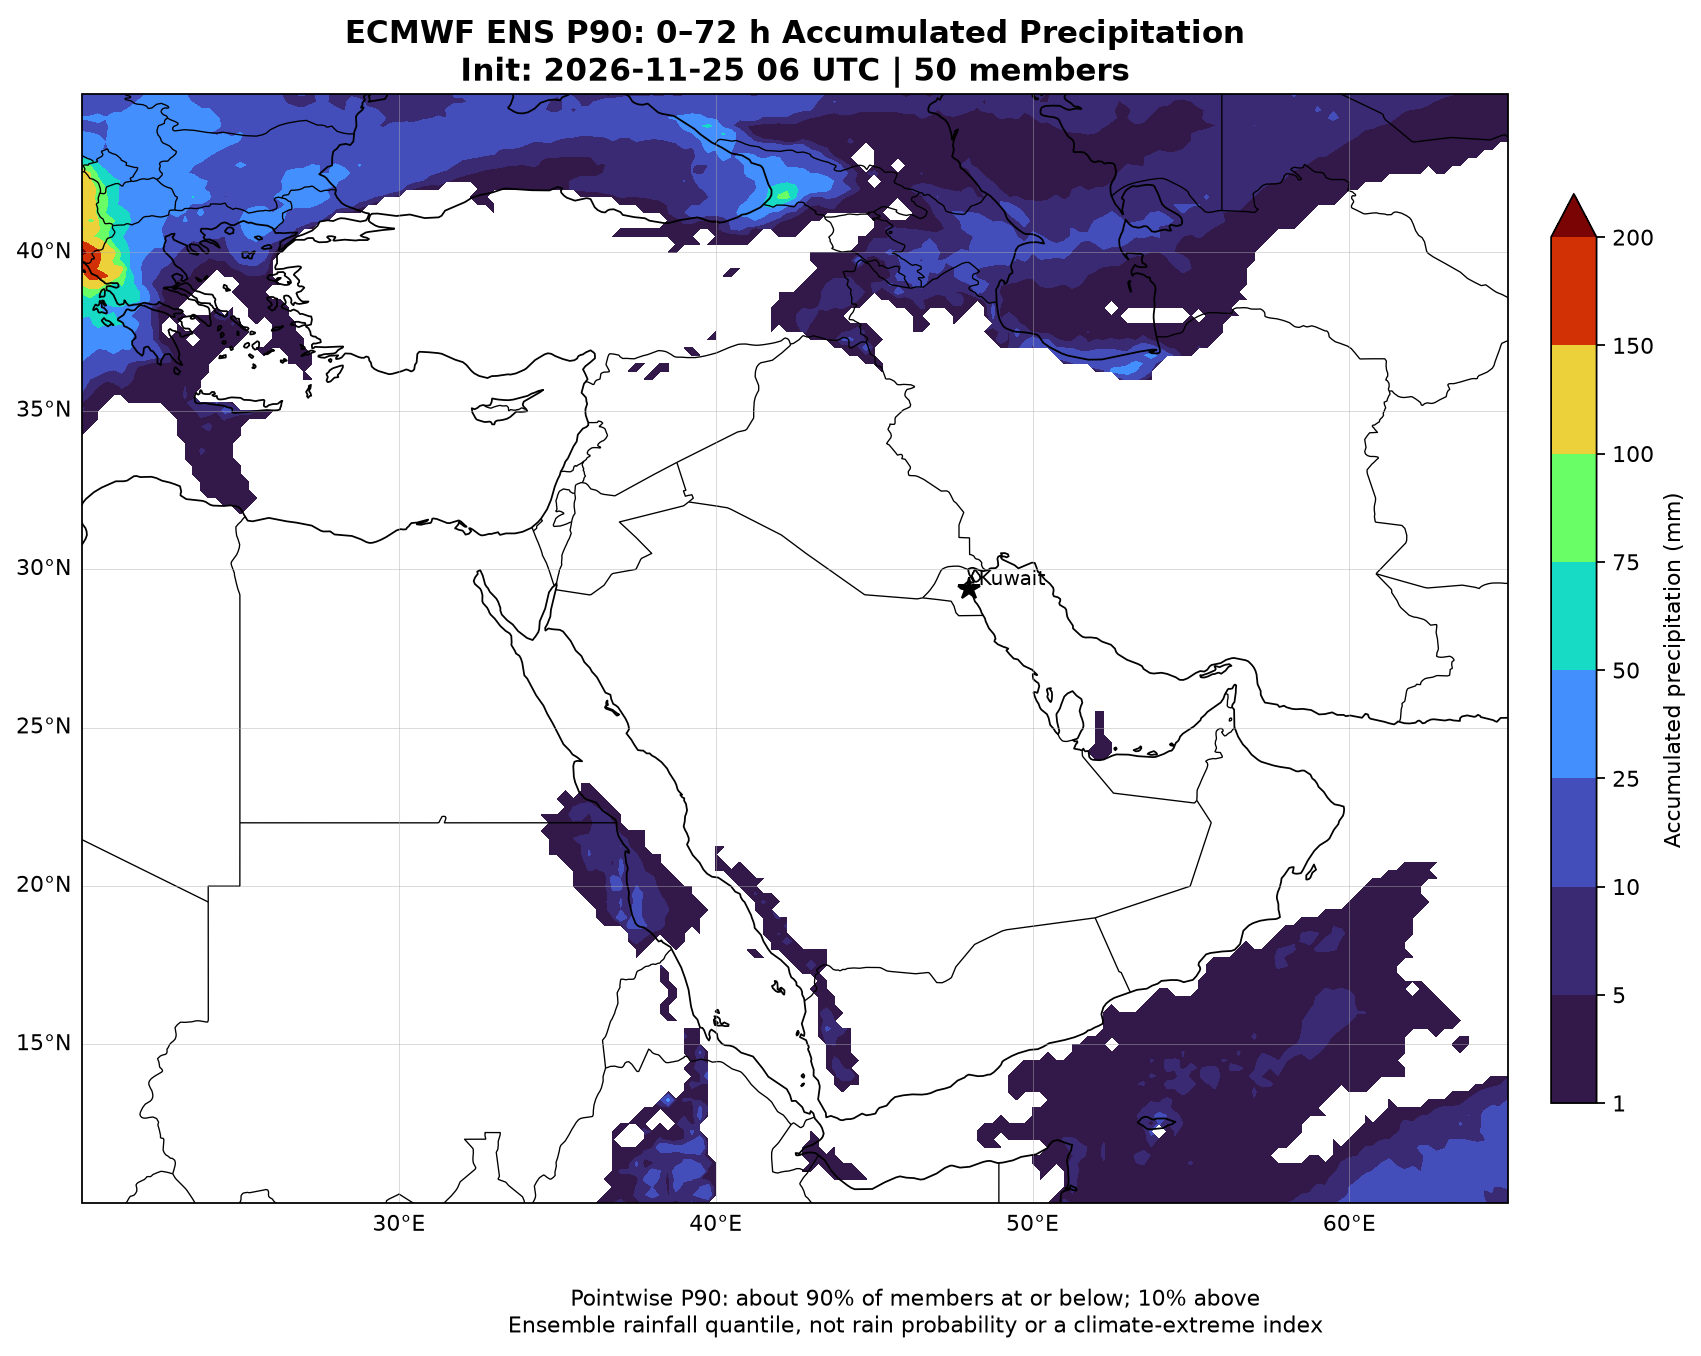 ECMWF ENS P90: 0–72 h Accumulated Precipitation
Init: 2026-11-25 06 UTC | 50 members
40°N
35°N
30°N
25°N
20°N
15°N
30°E
40°E
50°E
60°E
Kuwait
200
150
100
75
50
25
10
5
1
Accumulated precipitation (mm)
Pointwise P90: about 90% of members at or below; 10% above
Ensemble rainfall quantile, not rain probability or a climate-extreme index